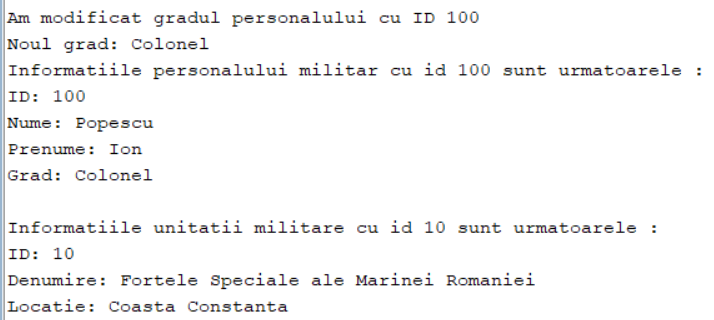 Am modificat gradul personalului cu ID 100
Noul grad: Colonel
Informatiile personalului militar cu id 100 sunt urmatoarele :
ID: 100
Nume: Popescu
Prenume: Ion
Grad: Colonel
Informatiile unitatii militare cu id 10 sunt urmatoarele :
ID: 10
Denumire: Fortele Speciale ale Marinei Romaniei
Locatie: Coasta Constanta